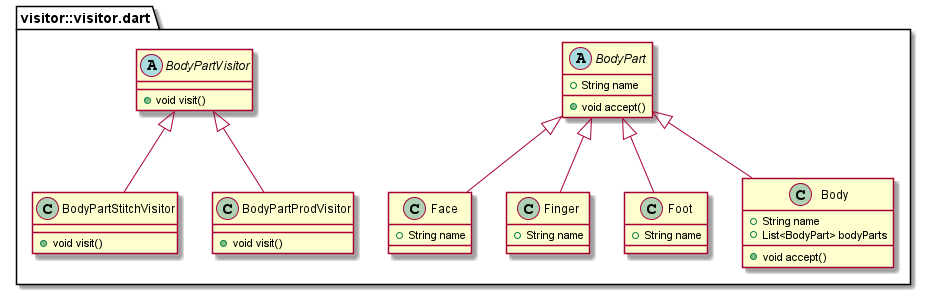 visitor::visitor.dart
A BodyPartVisitor
void visit()
A BodyPart
String name
void accept()
C BodyPartStitchVisitor
void visit()
C BodyPartProdVisitor
void visit()
C Face
String name
C Finger
String name
C Foot
String name
C Body
String name
List<BodyPart> bodyParts
void accept()